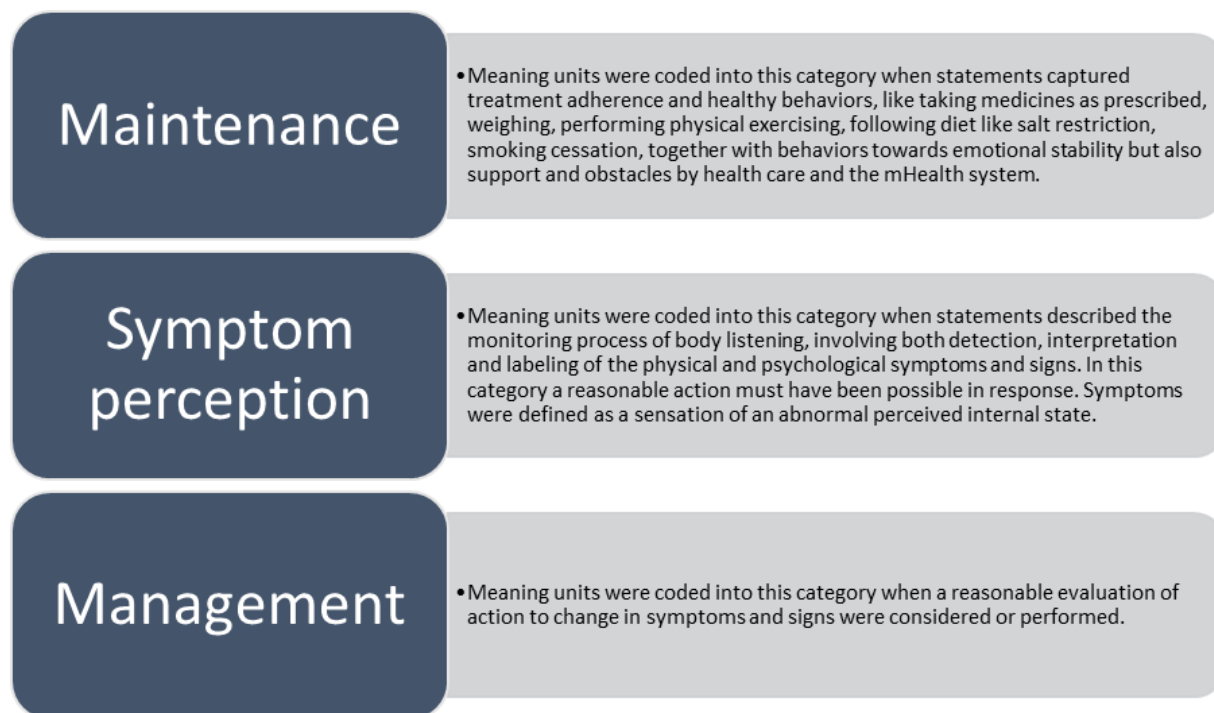 Maintenance
•Meaning units were coded into this category when statements captured
treatment adherence and healthy behaviors, like taking medicines as prescribed,
weighing, performing physical exercising, following diet like salt restriction,
smoking cessation, together with behaviors towards emotional stability but also
support and obstacles by health care and the mHealth system.
Symptom
perception
•Meaning units were coded into this category when statements described the
monitoring process of body listening, involving both detection, interpretation
and labeling of the physical and psychological symptoms and signs. In this
category a reasonable action must have been possible in response. Symptoms
were defined as a sensation of an abnormal perceived internal state.
Management
•Meaning units were coded into this category when a reasonable evaluation of
action to change in symptoms and signs were considered or performed.